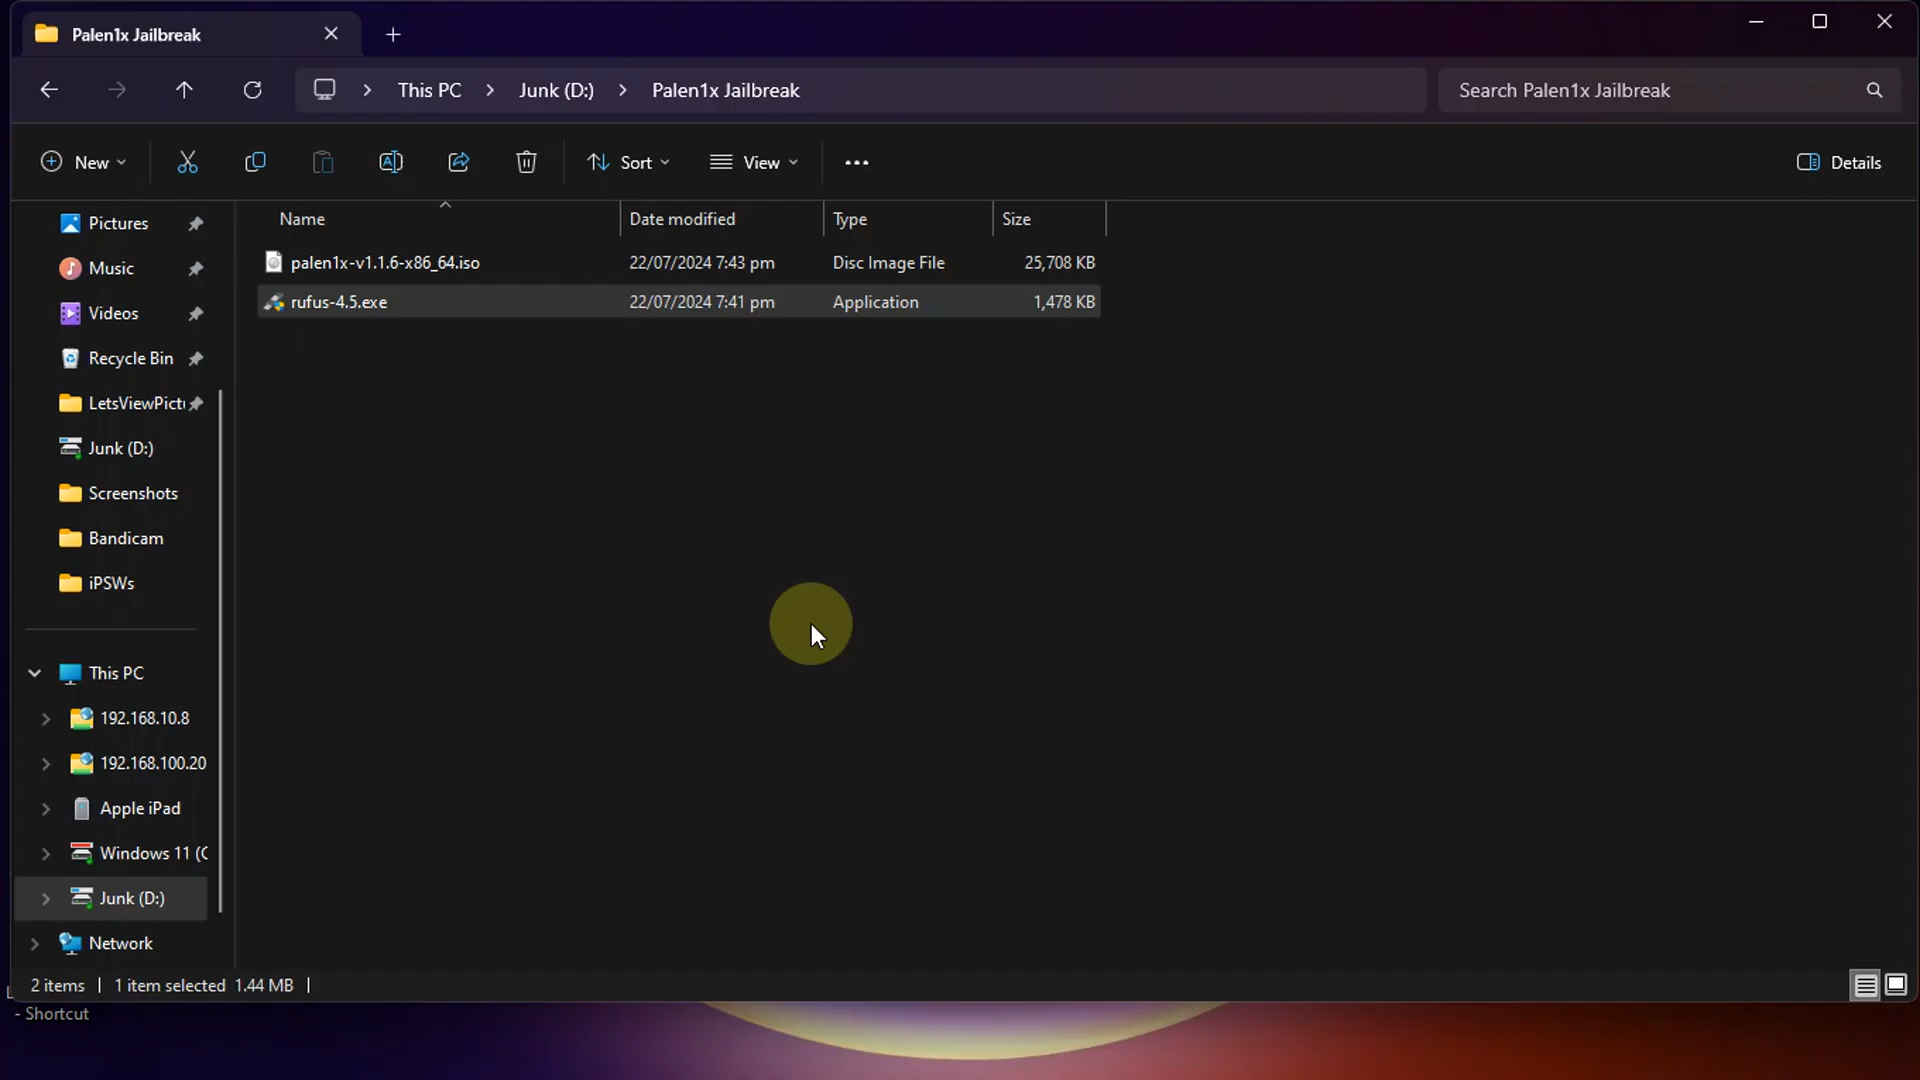 Palen1x Jailbreak
This PC Junk (D:) Palen1x Jailbreak
Search Palen1x Jailbreak
New
Sort
View
Details
Name Date modified Type Size
palen1x-v1.1.6-x86_64.iso 22/07/2024 7:43 pm Disc Image File 25,708 KB
rufus-4.5.exe 22/07/2024 7:41 pm Application 1,478 KB
Pictures
Music
Videos
Recycle Bin
LetsViewPict
Junk (D:)
Screenshots
Bandicam
iPSWs
This PC
192.168.10.8
192.168.100.20
Apple iPad
Windows 11 (C
Junk (D:)
Network
2 items 1 item selected 1.44 MB
- Shortcut